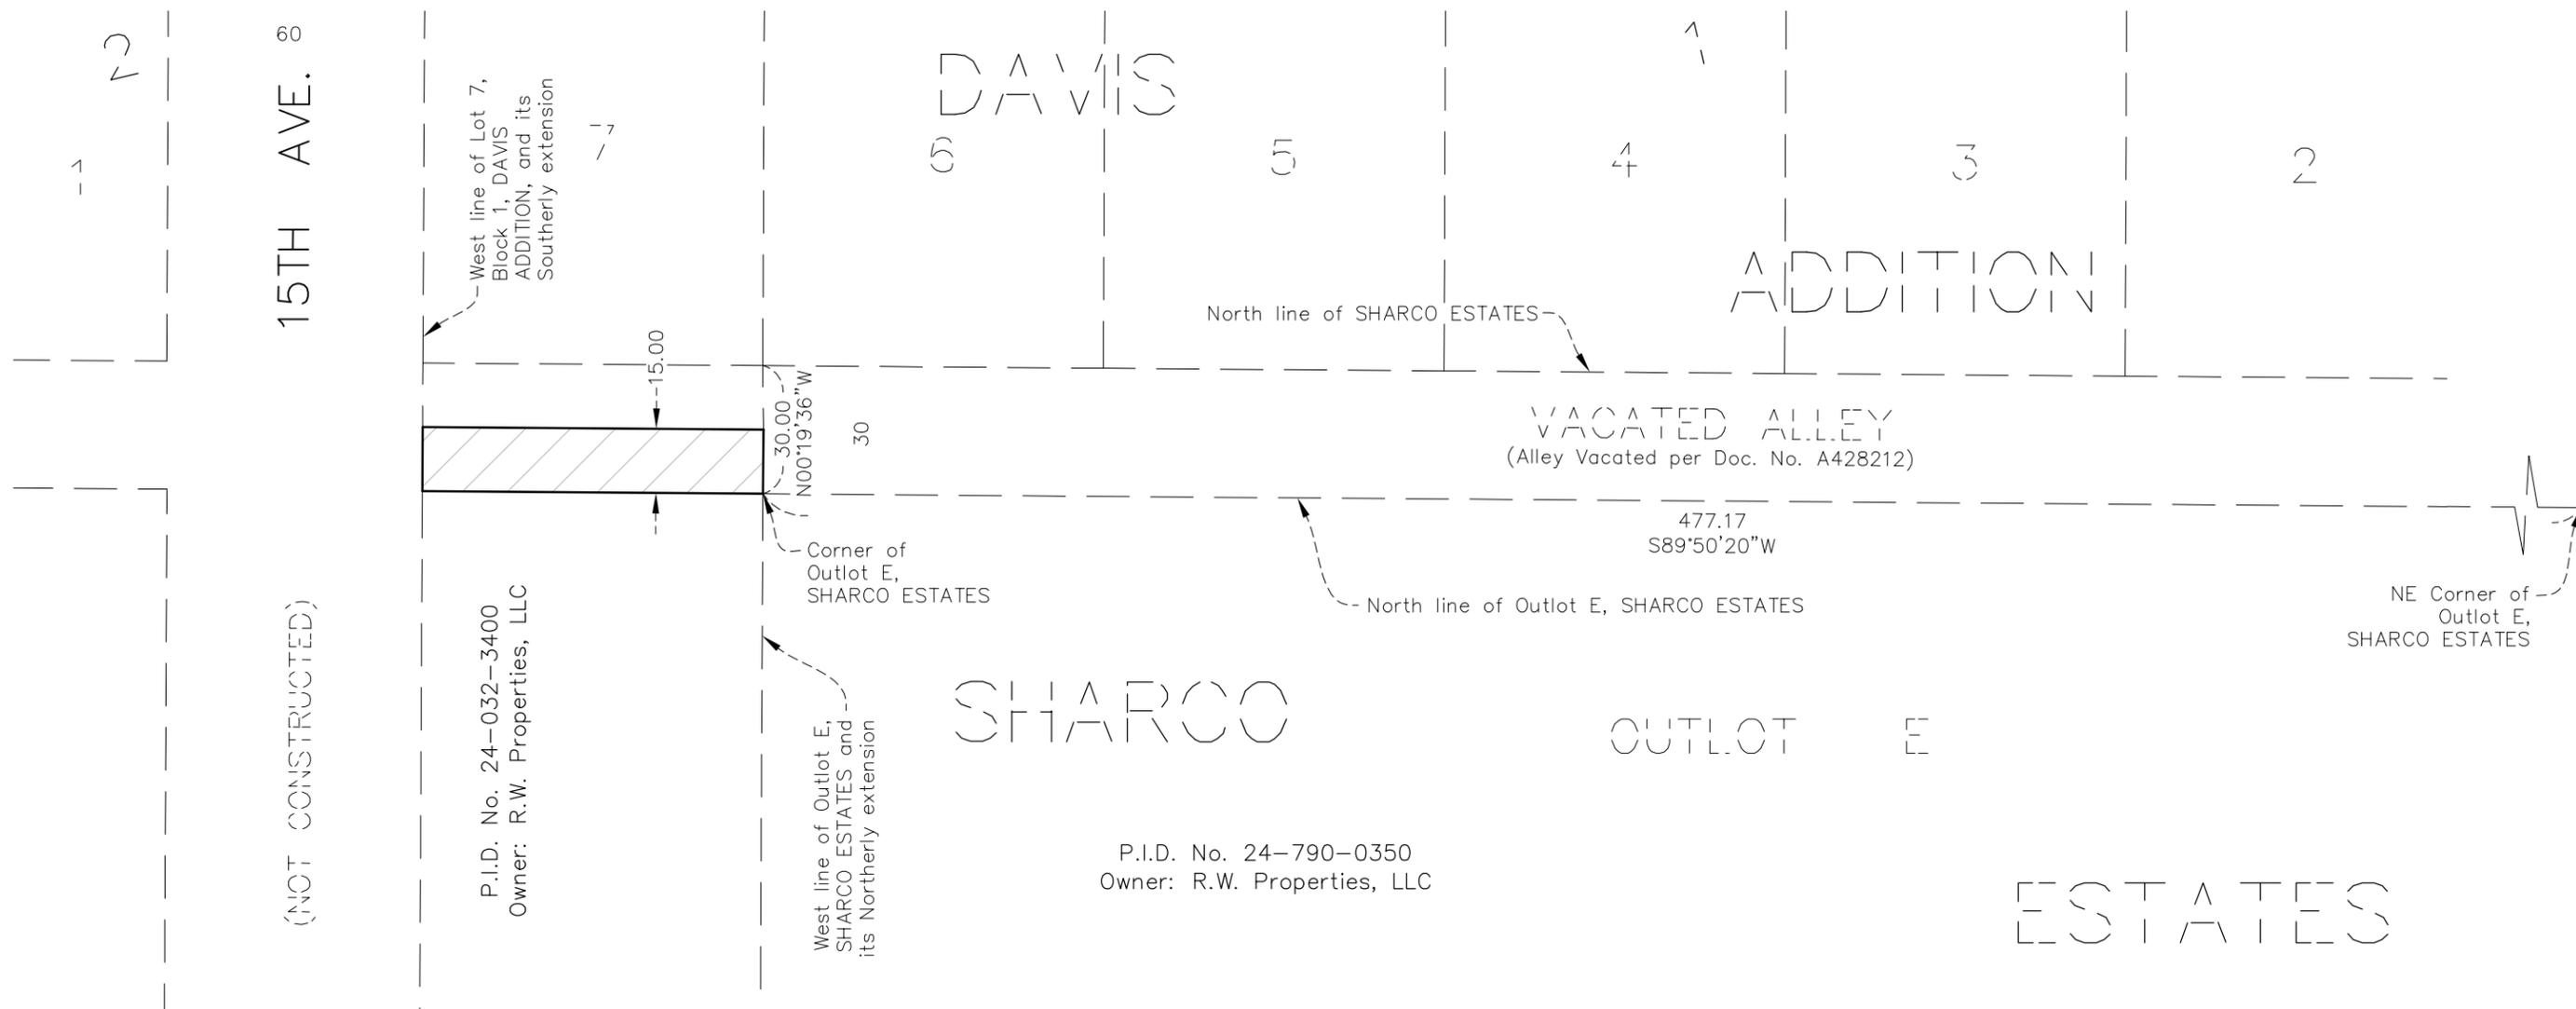 2
60
15TH AVE.
1
West line of Lot 7,
Block 1, DAVIS
ADDITION, and its
Southerly extension
7
DAVIS
6
5
4
1
3
2
ADDITION
North line of SHARCO ESTATES
15.00
30.00
N00°19'36"W
30
VACATED ALLEY
(Alley Vacated per Doc. No. A428212)
477.17
S89°50'20"W
Corner of
Outlot E,
SHARCO ESTATES
North line of Outlot E, SHARCO ESTATES
NE Corner of
Outlot E,
SHARCO ESTATES
(NOT CONSTRUCTED)
P.I.D. No. 24-032-3400
Owner: R.W. Properties, LLC
West line of Outlot E,
SHARCO ESTATES and
its Northerly extension
SHARCO
OUTLOT E
P.I.D. No. 24-790-0350
Owner: R.W. Properties, LLC
ESTATES